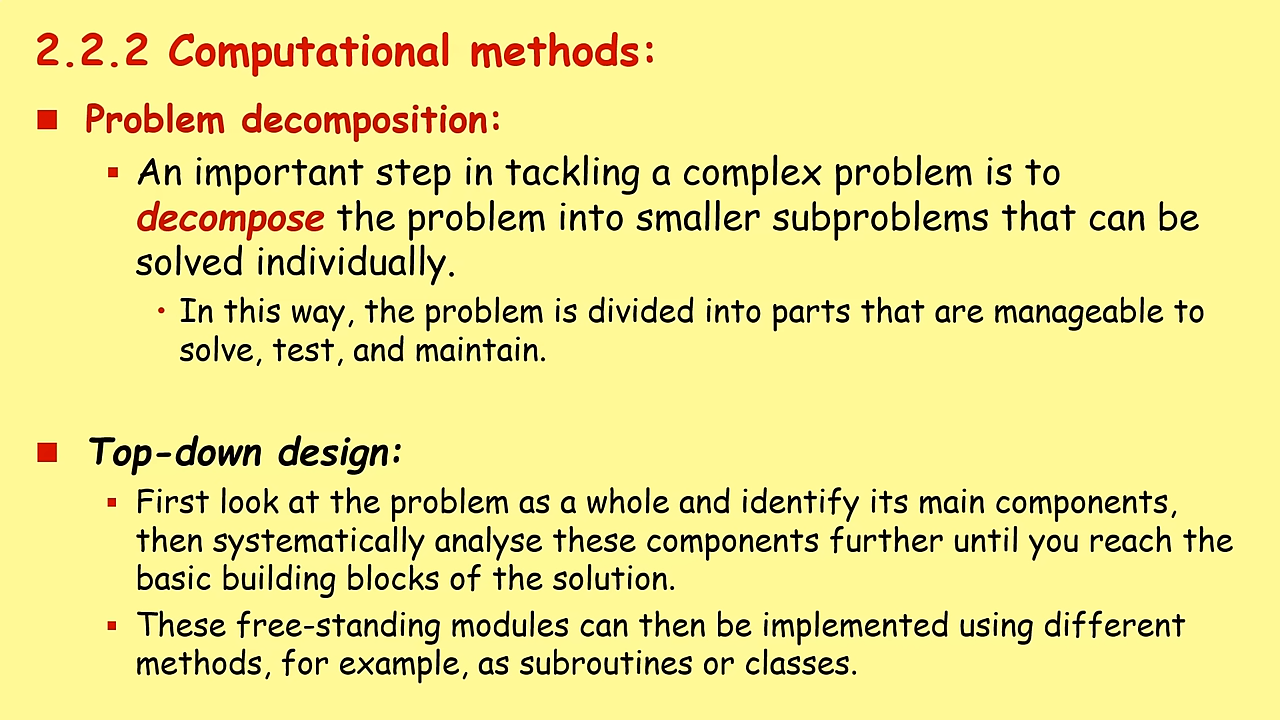 2.2.2 Computational methods:
Problem decomposition:
An important step in tackling a complex problem is to
decompose the problem into smaller subproblems that can be
solved individually.
In this way, the problem is divided into parts that are manageable to
solve, test, and maintain.
Top-down design:
First look at the problem as a whole and identify its main components,
then systematically analyse these components further until you reach the
basic building blocks of the solution.
These free-standing modules can then be implemented using different
methods, for example, as subroutines or classes.